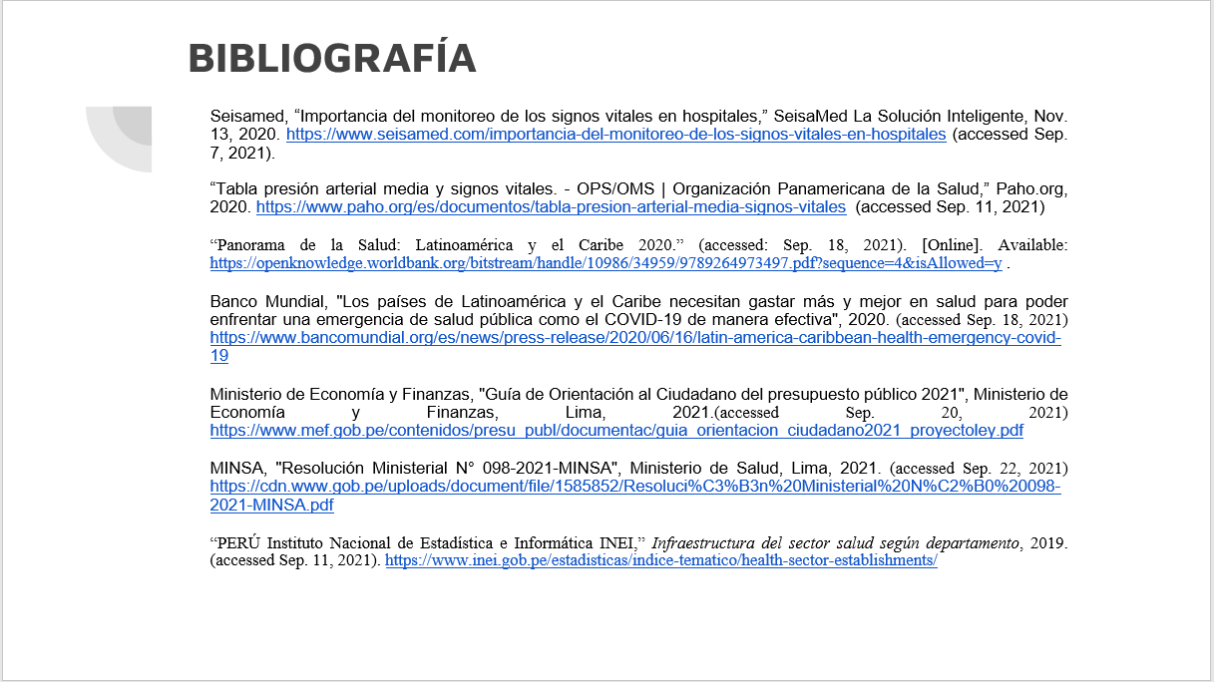 BIBLIOGRAFÍA
Seisamed, “Importancia del monitoreo de los signos vitales en hospitales,” SeisaMed La Solución Inteligente, Nov.
13, 2020. https://www.seisamed.com/importancia-del-monitoreo-de-los-signos-vitales-en-hospitales (accessed Sep.
7, 2021).
“Tabla presión arterial media y signos vitales. - OPS/OMS | Organización Panamericana de la Salud,” Paho.org,
2020. https://www.paho.org/es/documentos/tabla-presion-arterial-media-signos-vitales (accessed Sep. 11, 2021)
“Panorama de la Salud: Latinoamérica y el Caribe 2020.” (accessed: Sep. 18, 2021). [Online]. Available:
https://openknowledge.worldbank.org/bitstream/handle/10986/34959/9789264973497.pdf?sequence=4&isAllowed=y .
Banco Mundial, "Los países de Latinoamérica y el Caribe necesitan gastar más y mejor en salud para poder
enfrentar una emergencia de salud pública como el COVID-19 de manera efectiva", 2020. (accessed Sep. 18, 2021)
https://www.bancomundial.org/es/news/press-release/2020/06/16/latin-america-caribbean-health-emergency-covid-
19
Ministerio de Economía y Finanzas, "Guía de Orientación al Ciudadano del presupuesto público 2021", Ministerio de
Economía y Finanzas, Lima, 2021.(accessed Sep. 20, 2021)
https://www.mef.gob.pe/contenidos/presu_publ/documentac/guia_orientacion_ciudadano2021_proyectoley.pdf
MINSA, "Resolución Ministerial N° 098-2021-MINSA", Ministerio de Salud, Lima, 2021. (accessed Sep. 22, 2021)
https://cdn.www.gob.pe/uploads/document/file/1585852/Resoluci%C3%B3n%20Ministerial%20N%C2%B0%20098-
2021-MINSA.pdf
“PERÚ Instituto Nacional de Estadística e Informática INEI,” Infraestructura del sector salud según departamento, 2019.
(accessed Sep. 11, 2021). https://www.inei.gob.pe/estadisticas/indice-tematico/health-sector-establishments/